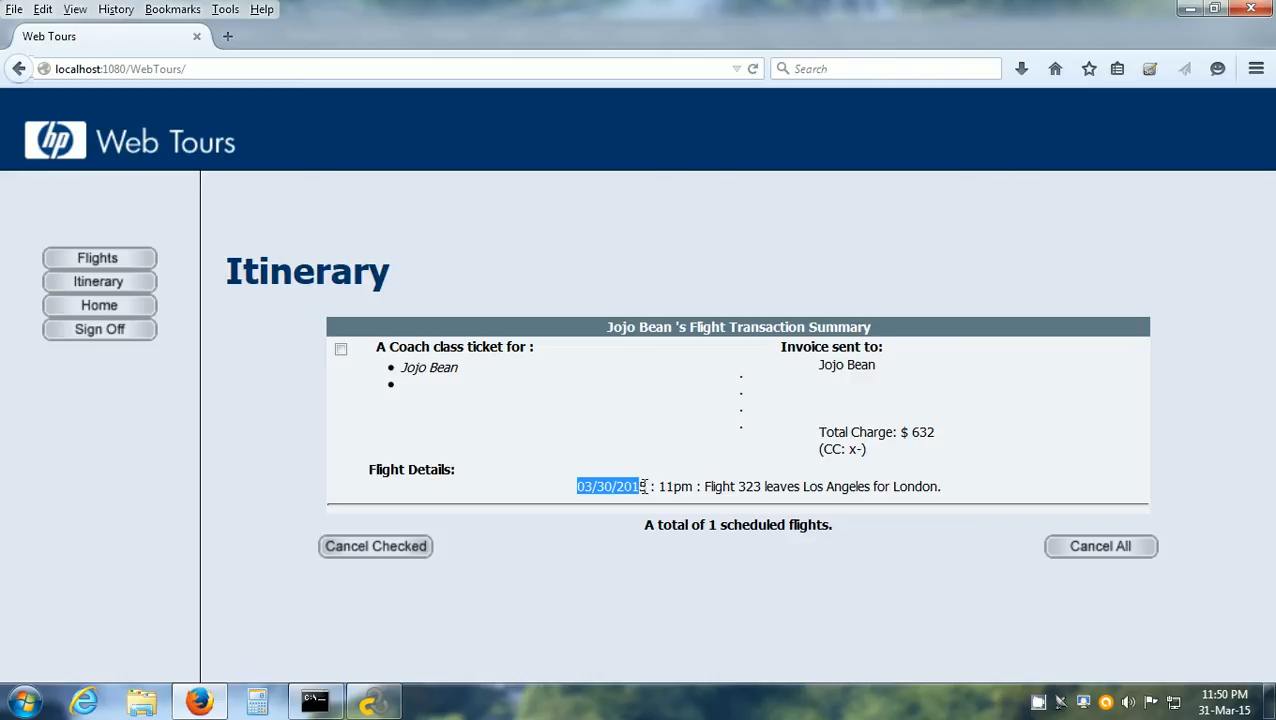 File Edit View History Bookmarks Tools Help
Web Tours
localhost:1080/WebTours/
Search
hp Web Tours
Flights
Itinerary
Home
Sign Off
Itinerary
Jojo Bean 's Flight Transaction Summary
A Coach class ticket for :
Invoice sent to:
• Jojo Bean
Jojo Bean
•
.
.
.
.
Total Charge: $ 632
(CC: x-)
Flight Details:
: 11pm : Flight 323 leaves Los Angeles for London.
A total of 1 scheduled flights.
Cancel Checked
Cancel All
11:50 PM
31-Mar-15